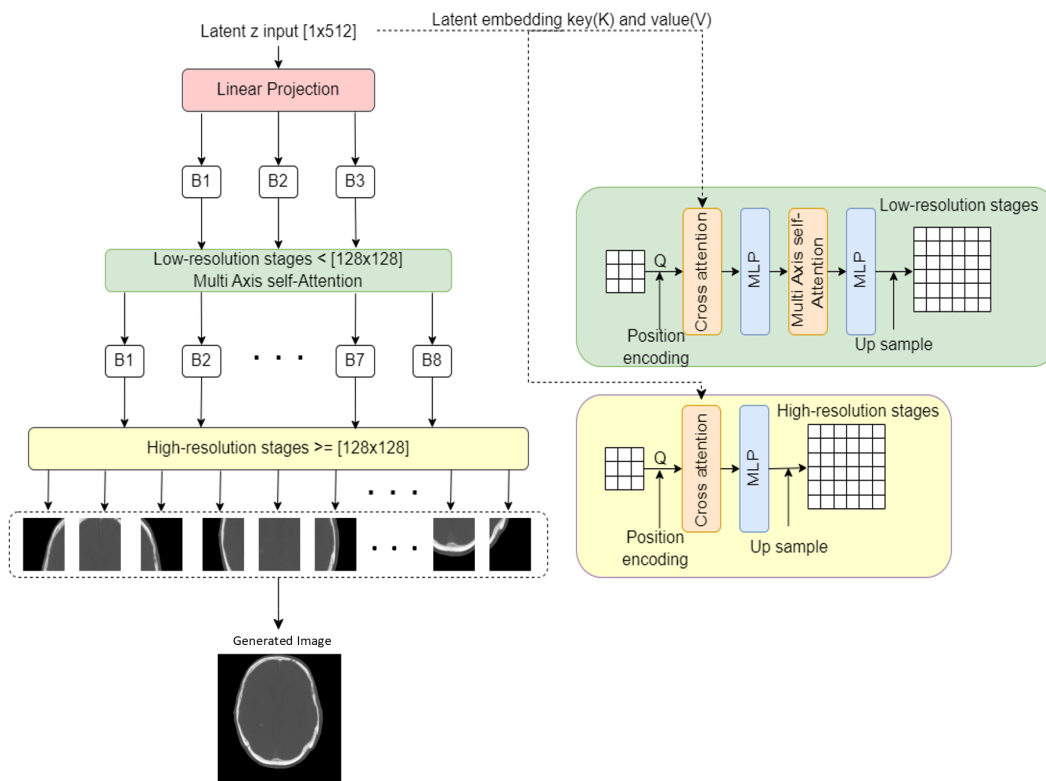 Latent z input [1x512]
Latent embedding key(K) and value(V)
Linear Projection
B1
B2
B3
Low-resolution stages < [128x128]
Multi Axis self-Attention
B1
B2
. . .
B7
B8
High-resolution stages >= [128x128]
. . .
. . .
Generated Image
Low-resolution stages
Q
Cross attention
MLP
Multi Axis self-
Attention
MLP
Position
encoding
Up sample
High-resolution stages
Q
Cross attention
MLP
Position
encoding
Up sample